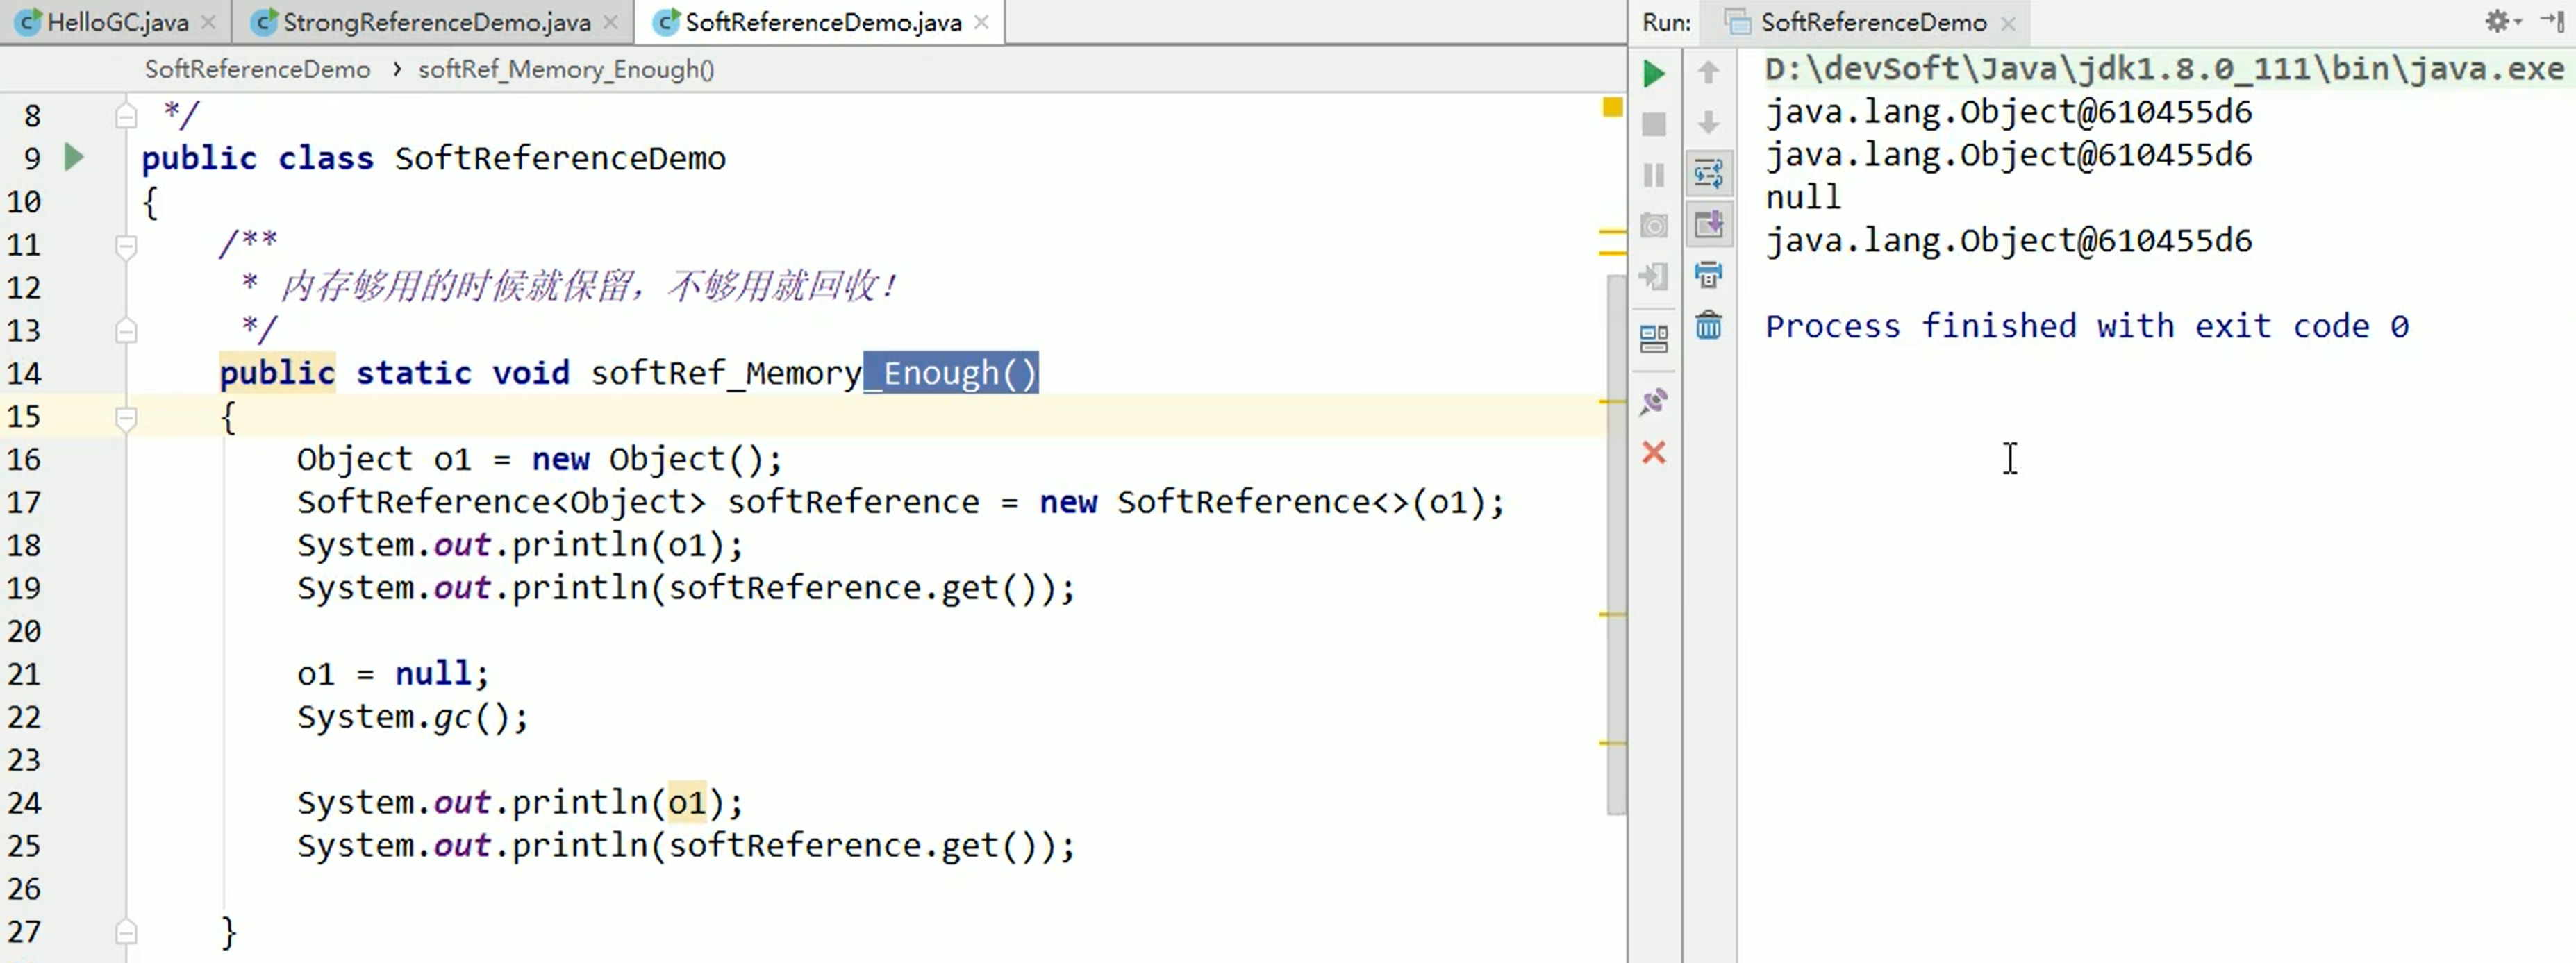 HelloGC.java StrongReferenceDemo.java SoftReferenceDemo.java
SoftReferenceDemo › softRef_Memory_Enough()
8 */
9 public class SoftReferenceDemo
10 {
11 /**
12 * 内存够用的时候就保留，不够用就回收！
13 */
14 public static void softRef_Memory_Enough()
15 {
16 Object o1 = new Object();
17 SoftReference<Object> softReference = new SoftReference<>(o1);
18 System.out.println(o1);
19 System.out.println(softReference.get());
20
21 o1 = null;
22 System.gc();
23
24 System.out.println(o1);
25 System.out.println(softReference.get());
26
27 }
Run: SoftReferenceDemo
D:\devSoft\Java\jdk1.8.0_111\bin\java.exe
java.lang.Object@610455d6
java.lang.Object@610455d6
null
java.lang.Object@610455d6
Process finished with exit code 0